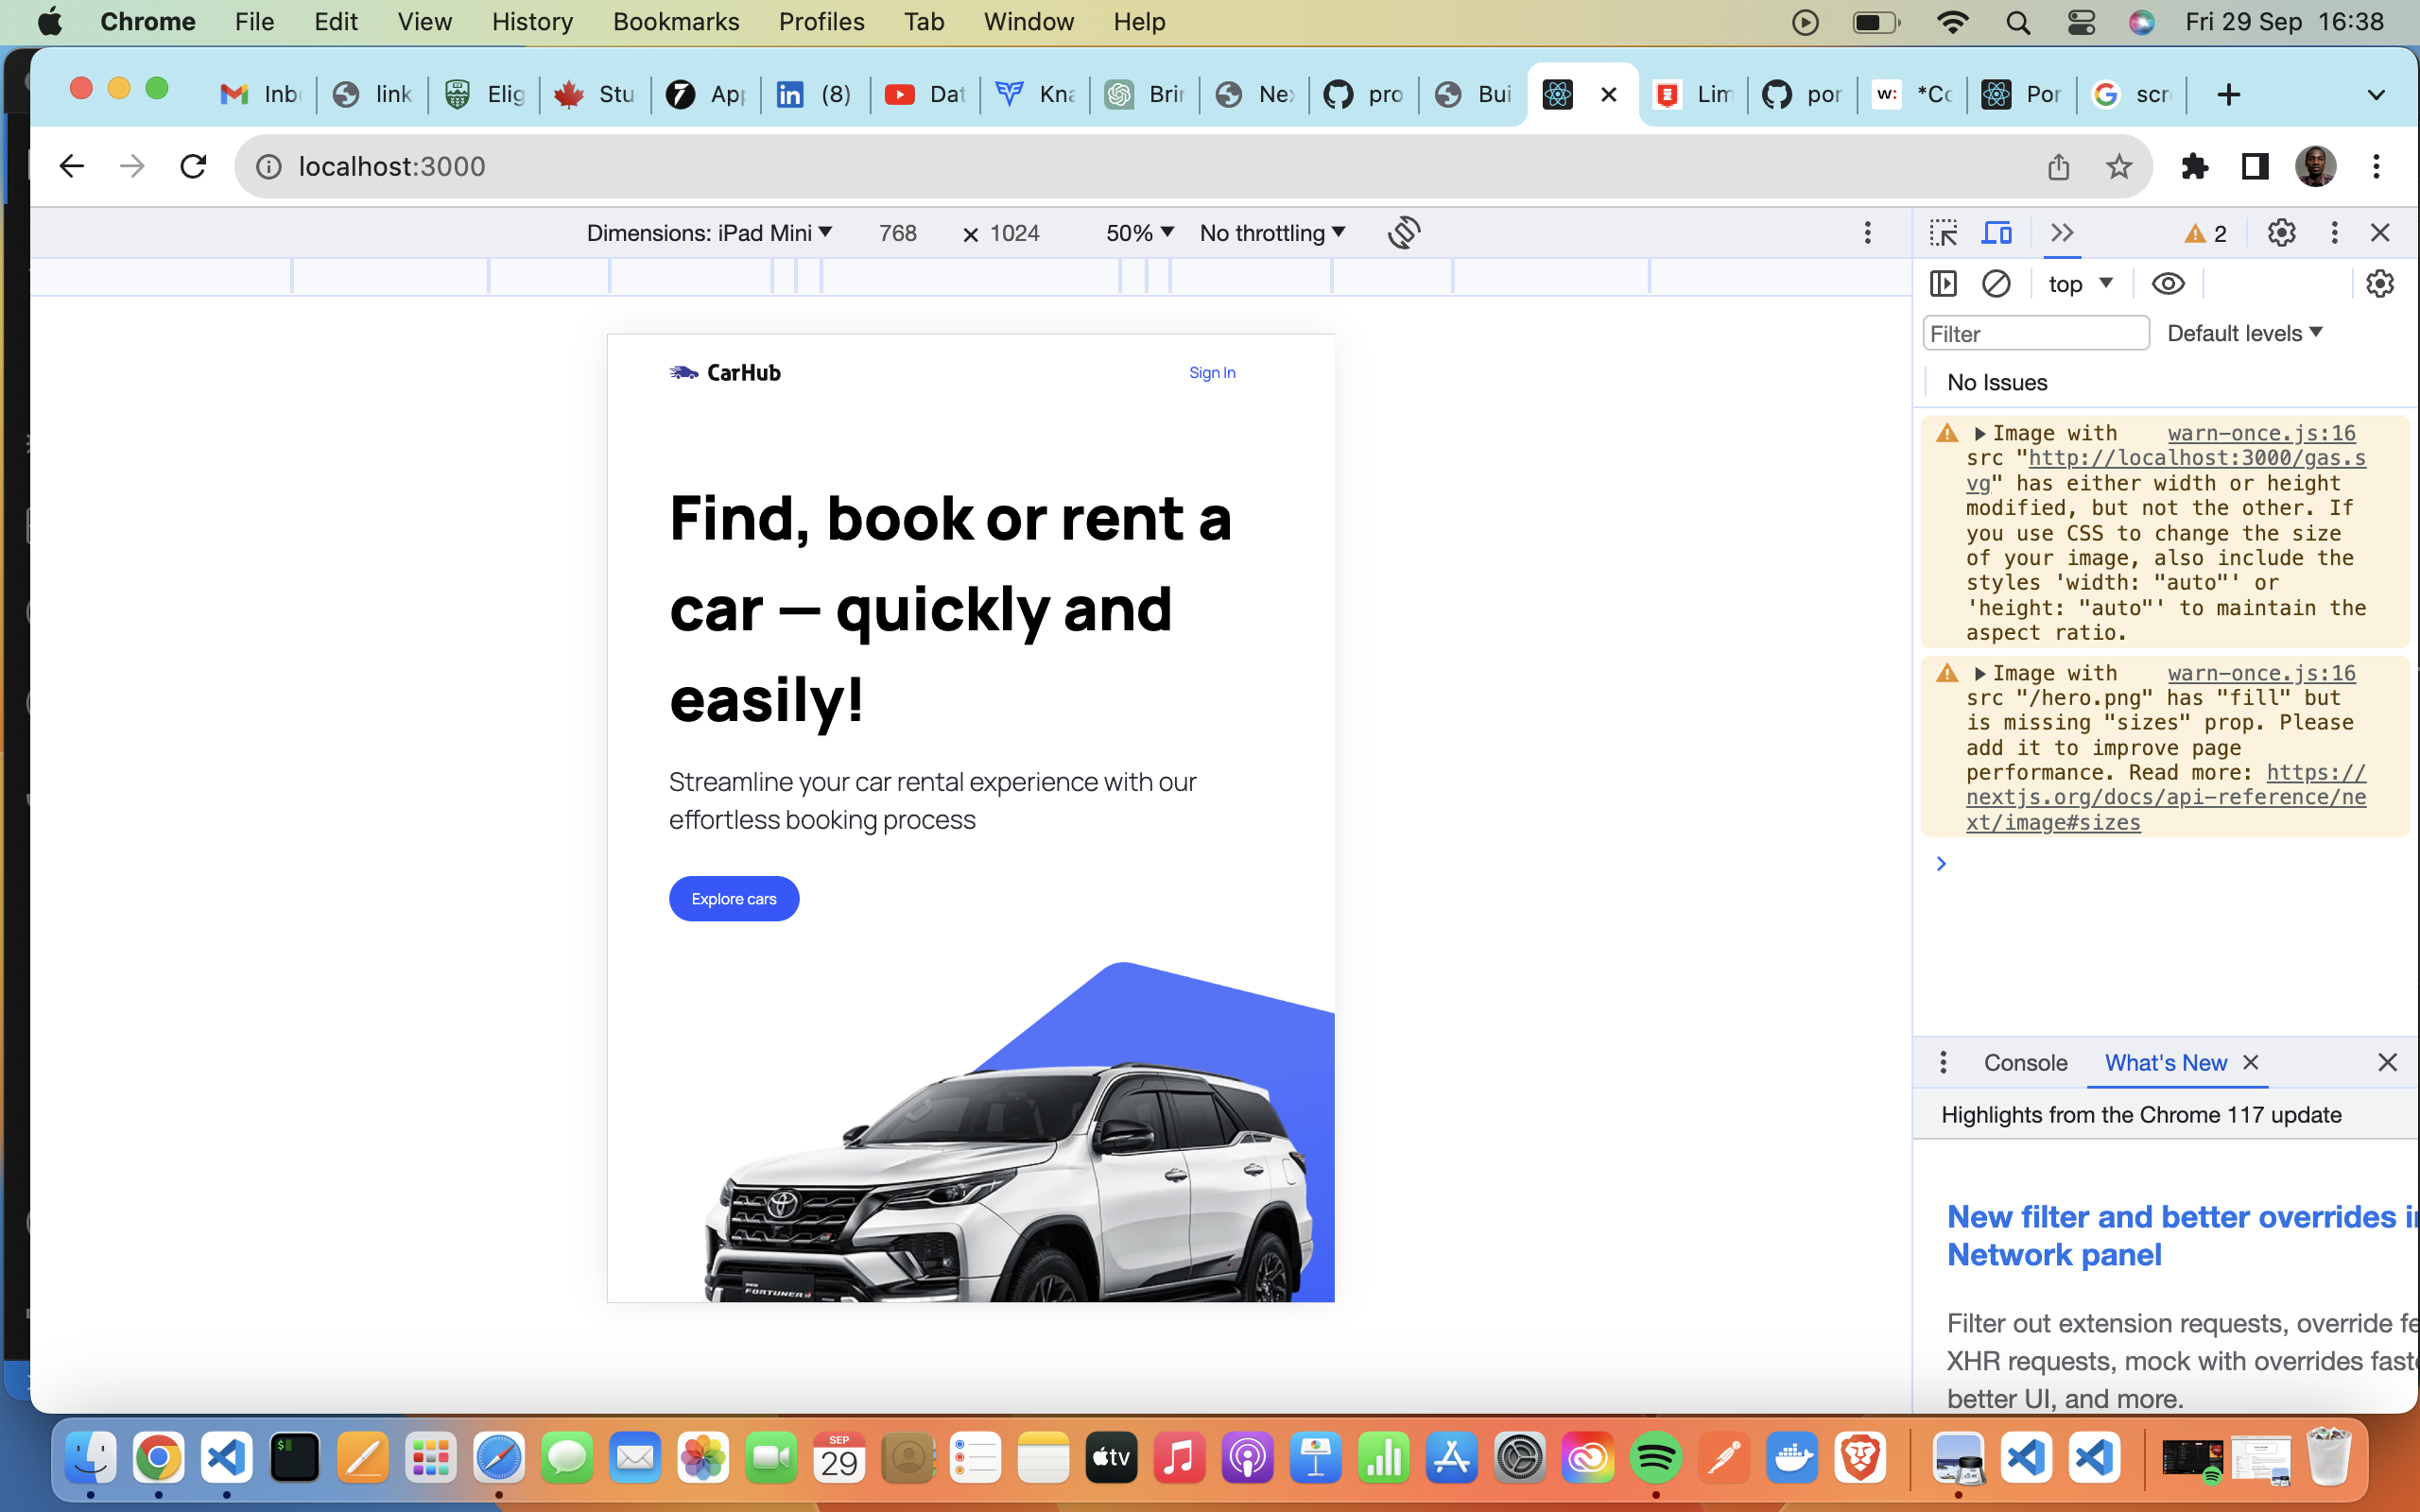 Chrome File Edit View History Bookmarks Profiles Tab Window Help Fri 29 Sep 16:38
Inb link Elig Stu App (8) Dat Kna Brin Nex pro Bui Lim por *Co Por scr
localhost:3000
Dimensions: iPad Mini 768 × 1024 50% No throttling 2
top
Filter Default levels
No Issues
CarHub Sign In
Find, book or rent a
car — quickly and
easily!
Streamline your car rental experience with our
effortless booking process
Explore cars
FORTUNER
Image with warn-once.js:16
src "http://localhost:3000/gas.s
vg" has either width or height
modified, but not the other. If
you use CSS to change the size
of your image, also include the
styles 'width: "auto"' or
'height: "auto"' to maintain the
aspect ratio.
Image with warn-once.js:16
src "/hero.png" has "fill" but
is missing "sizes" prop. Please
add it to improve page
performance. Read more: https://
nextjs.org/docs/api-reference/ne
xt/image#sizes
Console What's New
Highlights from the Chrome 117 update
New filter and better overrides i
Network panel
Filter out extension requests, override fe
XHR requests, mock with overrides faste
better UI, and more.
SEP
29
tv